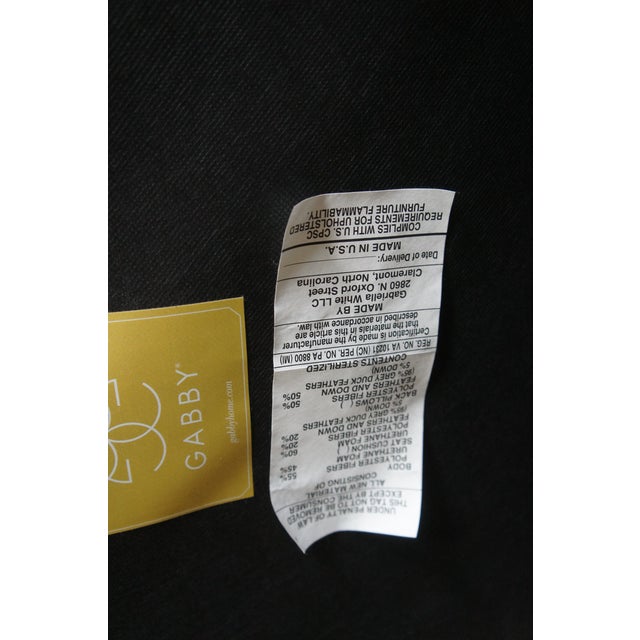 UNDER PENALTY OF LAW
THIS TAG NOT TO BE REMOVED
EXCEPT BY THE CONSUMER
ALL NEW MATERIAL
CONSISTING OF
BODY
POLYESTER FIBERS 55%
URETHANE FOAM 45%
SEAT CUSHION ( )
URETHANE FOAM 60%
POLYESTER FIBERS 20%
FEATHERS AND DOWN 20%
(95% GREY DUCK FEATHERS
5% DOWN)
BACK PILLOWS ( )
POLYESTER FIBERS 50%
FEATHERS AND DOWN 50%
(95% GREY DUCK FEATHERS
5% DOWN)
CONTENTS STERILIZED
REG. NO. VA 10231 (NC) PER. NO. PA 8800 (MI)
Certification is made by the manufacturer
that the materials in this article are
described in accordance with law.
MADE BY
Gabriella White LLC
2860 N. Oxford Street
Claremont, North Carolina
Date of Delivery:
MADE IN U.S.A.
COMPLIES WITH U.S. CPSC
REQUIREMENTS FOR UPHOLSTERED
FURNITURE FLAMMABILITY.
GABBY®
gabbyhome.com